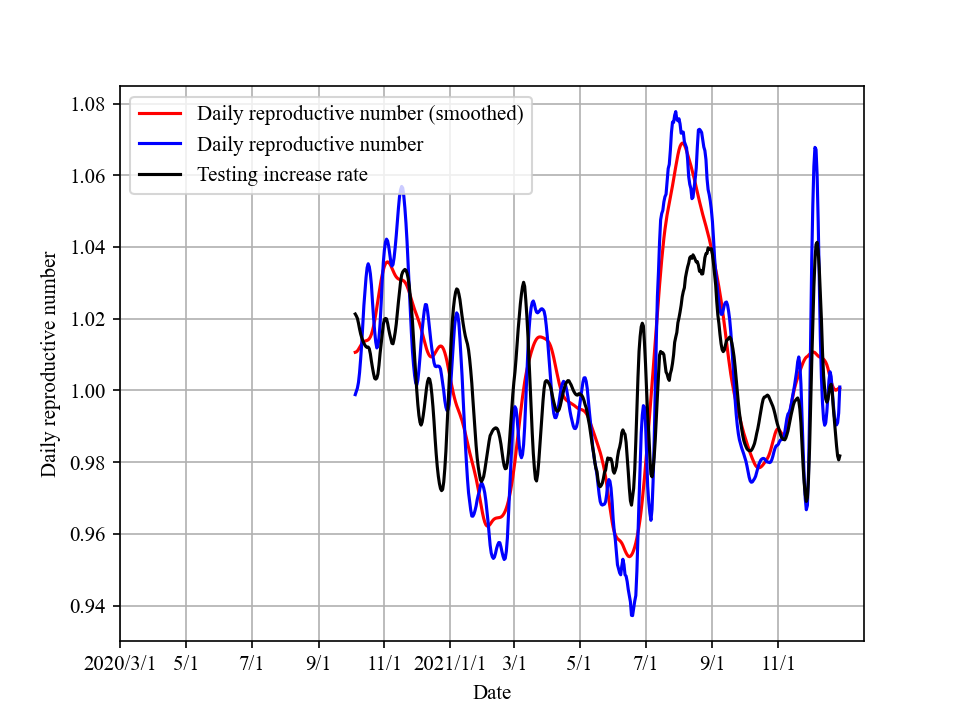 Daily reproductive number (smoothed)
Daily reproductive number
Testing increase rate
Daily reproductive number
1.08
1.06
1.04
1.02
1.00
0.98
0.96
0.94
2020/3/1 5/1 7/1 9/1 11/1 2021/1/1 3/1 5/1 7/1 9/1 11/1
Date